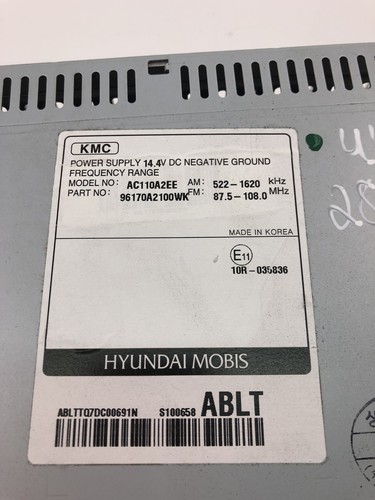 KMC
POWER SUPPLY 14.4V DC NEGATIVE GROUND
FREQUENCY RANGE
MODEL NO: AC110A2EE AM: 522-1620 kHz
PART NO: 96170A2100WK FM: 87.5-108.0 MHz
MADE IN KOREA
E11
10R-035836
HYUNDAI MOBIS
ABLTTQ7DC00691N S100658 ABLT